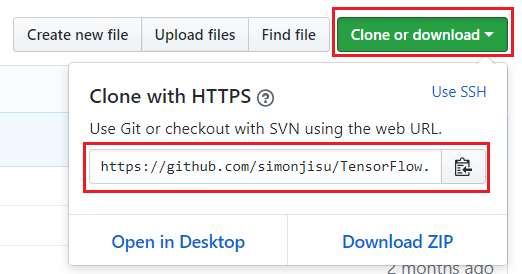 Create new file Upload files Find file Clone or download
Clone with HTTPS ?
Use SSH
Use Git or checkout with SVN using the web URL.
https://github.com/simonjisu/TensorFlow.
Open in Desktop Download ZIP
2 months ago